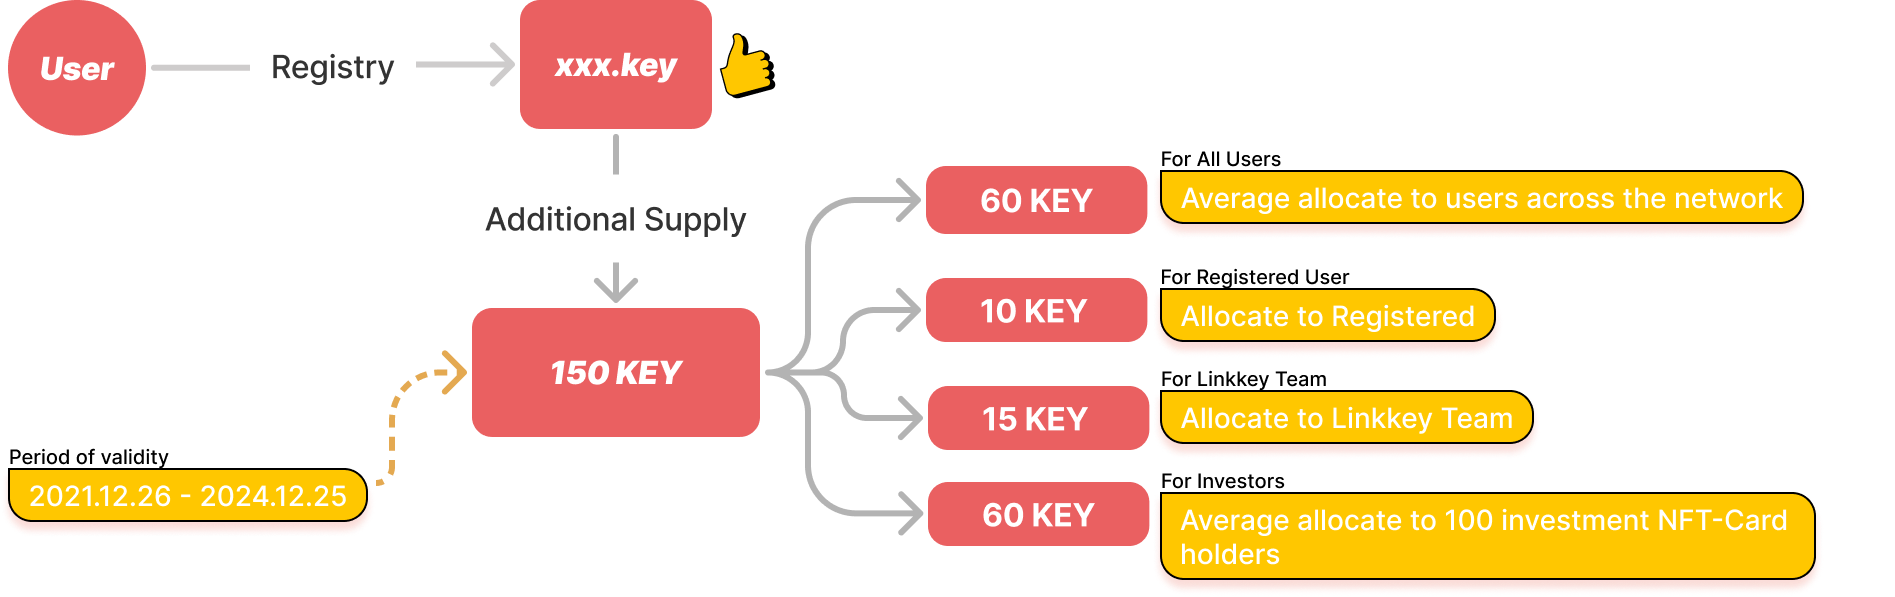 User
Registry
xxx.key
Additional Supply
150 KEY
Period of validity
2021.12.26 - 2024.12.25
60 KEY
For All Users
Average allocate to users across the network
10 KEY
For Registered User
Allocate to Registered
15 KEY
For Linkkey Team
Allocate to Linkkey Team
60 KEY
For Investors
Average allocate to 100 investment NFT-Card
holders